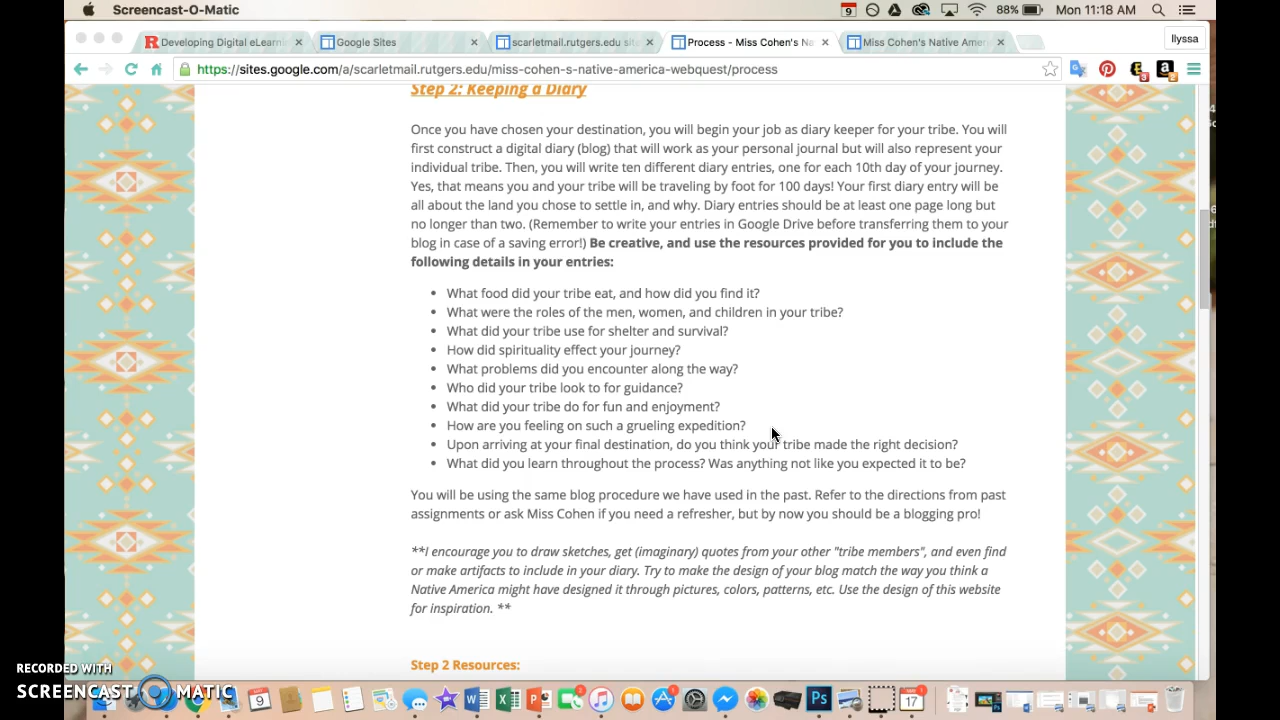 Screencast-O-Matic
9
88%
Mon 11:18 AM
Developing Digital eLearni
Google Sites
scarletmail.rutgers.edu sit
Process - Miss Cohen's Na
Miss Cohen's Native Amer
Ilyssa
https://sites.google.com/a/scarletmail.rutgers.edu/miss-cohen-s-native-america-webquest/process
Step 2: Keeping a Diary
Once you have chosen your destination, you will begin your job as diary keeper for your tribe. You will
first construct a digital diary (blog) that will work as your personal journal but will also represent your
individual tribe. Then, you will write ten different diary entries, one for each 10th day of your journey.
Yes, that means you and your tribe will be traveling by foot for 100 days! Your first diary entry will be
all about the land you chose to settle in, and why. Diary entries should be at least one page long but
no longer than two. (Remember to write your entries in Google Drive before transferring them to your
blog in case of a saving error!) Be creative, and use the resources provided for you to include the
following details in your entries:
• What food did your tribe eat, and how did you find it?
• What were the roles of the men, women, and children in your tribe?
• What did your tribe use for shelter and survival?
• How did spirituality effect your journey?
• What problems did you encounter along the way?
• Who did your tribe look to for guidance?
• What did your tribe do for fun and enjoyment?
• How are you feeling on such a grueling expedition?
• Upon arriving at your final destination, do you think your tribe made the right decision?
• What did you learn throughout the process? Was anything not like you expected it to be?
You will be using the same blog procedure we have used in the past. Refer to the directions from past
assignments or ask Miss Cohen if you need a refresher, but by now you should be a blogging pro!
**I encourage you to draw sketches, get (imaginary) quotes from your other "tribe members", and even find
or make artifacts to include in your diary. Try to make the design of your blog match the way you think a
Native America might have designed it through pictures, colors, patterns, etc. Use the design of this website
for inspiration. **
Step 2 Resources:
RECORDED WITH
SCREENCAST O MATIC
9
17